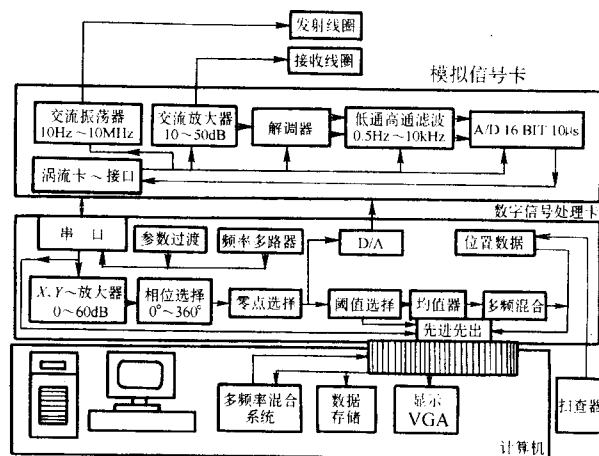 发射线圈
接收线圈
模拟信号卡
交流振荡器
10Hz～10MHz
交流放大器
10～50dB
解调器
低通高通滤波
0.5Hz～10kHz
A/D 16 BIT 10μs
涡流卡～接口
数字信号处理卡
串口
参数过渡
频率多路器
D/A
位置数据
X、Y～放大器
0～60dB
相位选择
0°～360°
零点选择
阈值选择
均值器
多频混合
先进先出
多频率混合
系统
数据
存储
显示
VGA
扫查器
计算机